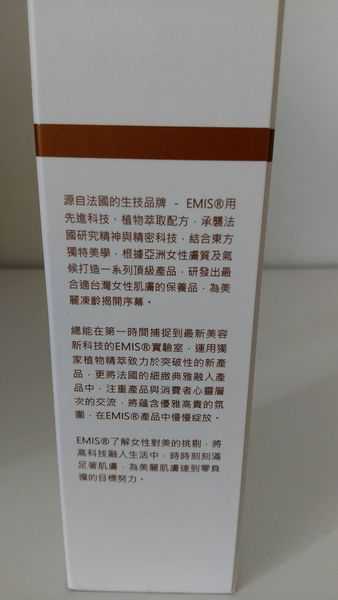 源自法國的生技品牌 - EMIS®用
先進科技，植物萃取配方，承襲法
國研究精神與精密科技，結合東方
獨特美學，根據亞洲女性膚質及氣
候打造一系列頂級產品，研發出最
合適台灣女性肌膚的保養品，為美
麗凍齡揭開序幕。
總能在第一時間捕捉到最新美容
新科技的EMIS®實驗室，運用獨
家植物精萃致力於突破性的新產
品，更將法國的細緻典雅融入產
品中，注重產品與消費者心靈層
次的交流，將蘊含優雅高貴的氛
圍，在EMIS®產品中慢慢綻放。
EMIS®了解女性對美的挑剔，將
高科技融入生活中，時時刻刻滿
足著肌膚，為美麗肌膚達到零負
擔的目標努力。